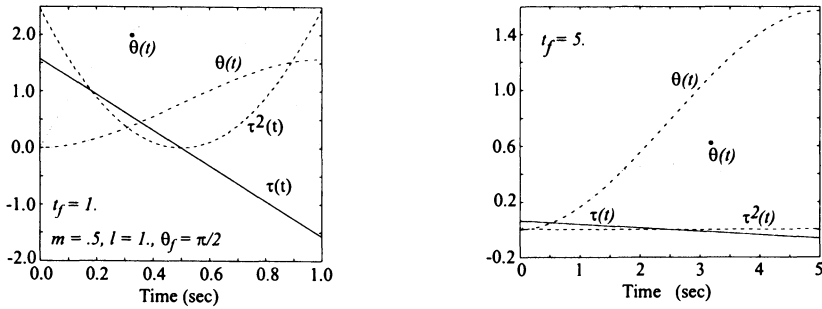 2.0
1.0
0.0
-1.0
-2.0
θ̇(t)
θ(t)
τ²(t)
τ(t)
t_f = 1.
m = .5, l = 1., θ_f = π/2
0.0 0.2 0.4 0.6 0.8 1.0
Time (sec)
1.6
1.4
1.0
0.6
0.2
-0.2
t_f = 5.
θ(t)
θ̇(t)
τ(t)
τ²(t)
0 1 2 3 4 5
Time (sec)